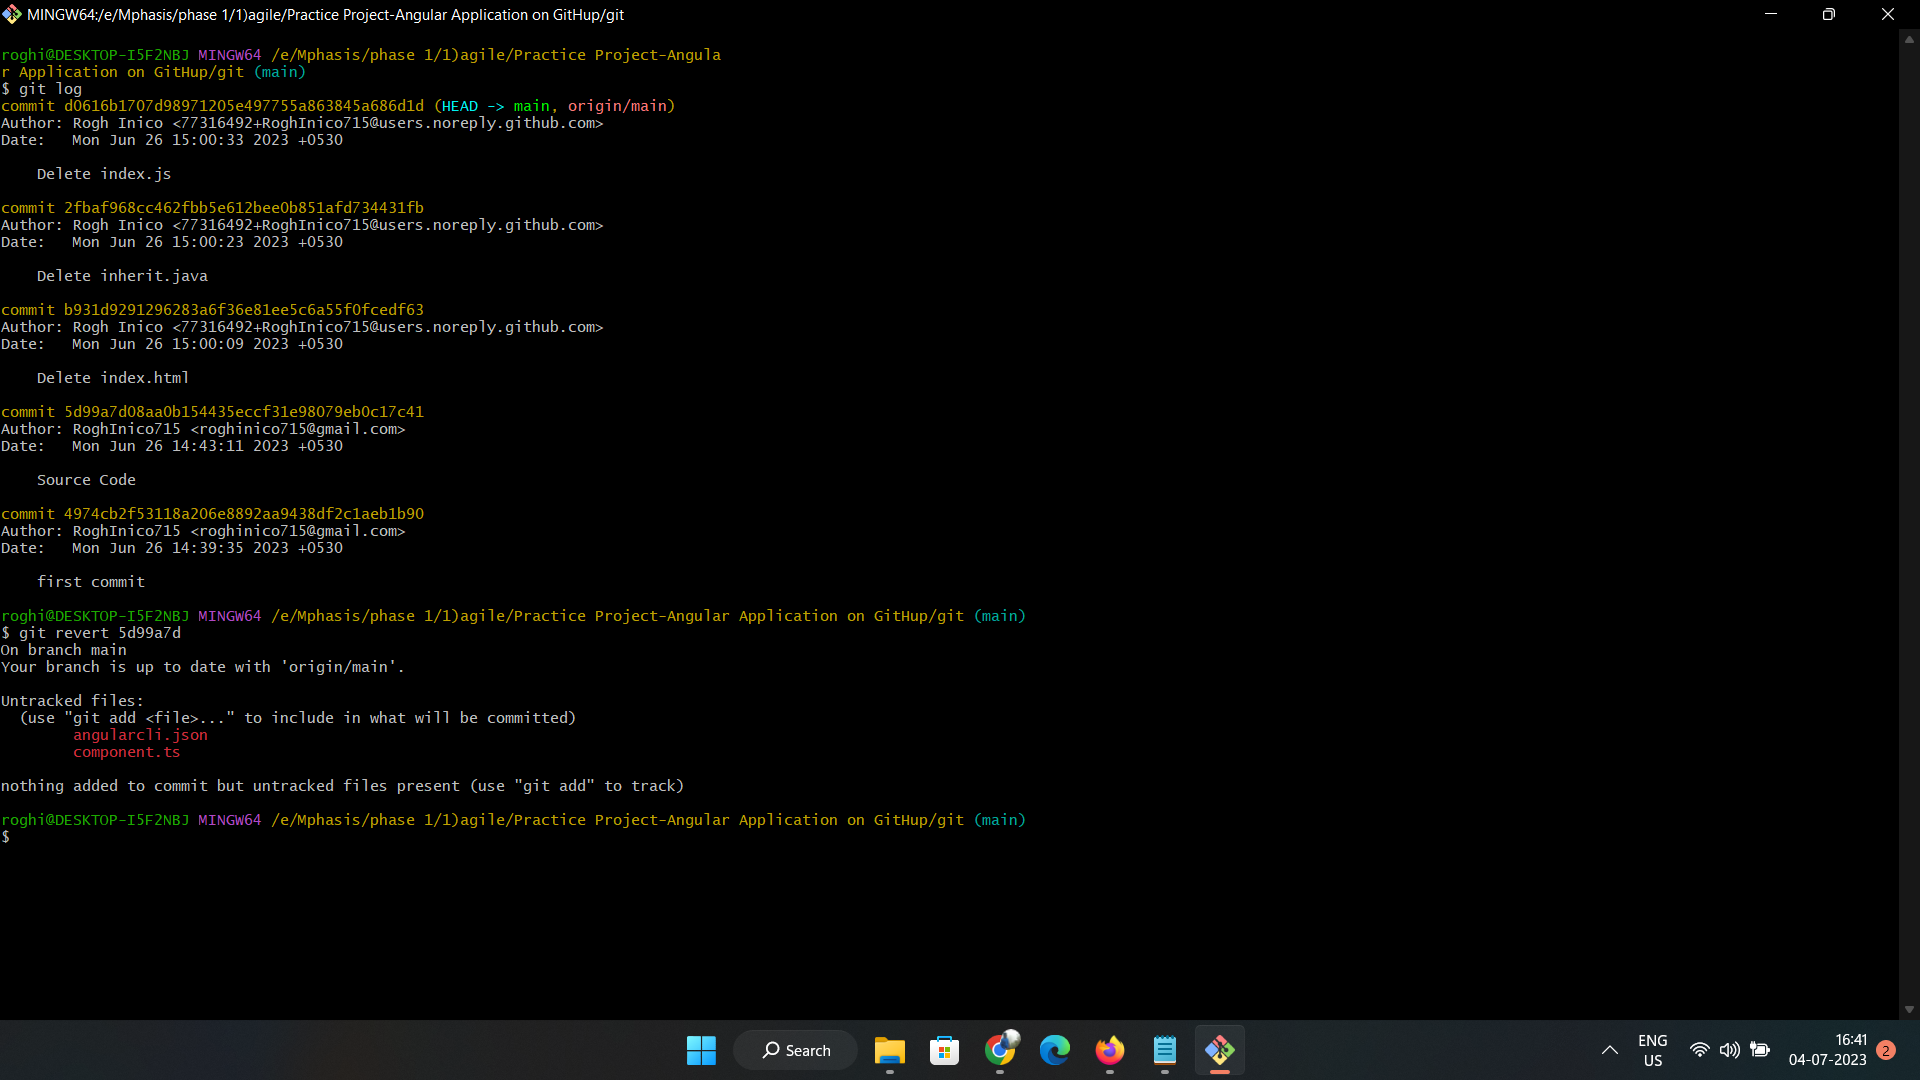 MINGW64:/e/Mphasis/phase 1/1)agile/Practice Project-Angular Application on GitHup/git
roghi@DESKTOP-I5F2NBJ MINGW64 /e/Mphasis/phase 1/1)agile/Practice Project-Angula
r Application on GitHup/git (main)
$ git log
commit d0616b1707d98971205e497755a863845a686d1d (HEAD -> main, origin/main)
Author: Rogh Inico <77316492+RoghInico715@users.noreply.github.com>
Date:   Mon Jun 26 15:00:33 2023 +0530
    Delete index.js
commit 2fbaf968cc462fbb5e612bee0b851afd734431fb
Author: Rogh Inico <77316492+RoghInico715@users.noreply.github.com>
Date:   Mon Jun 26 15:00:23 2023 +0530
    Delete inherit.java
commit b931d9291296283a6f36e81ee5c6a55f0fcedf63
Author: Rogh Inico <77316492+RoghInico715@users.noreply.github.com>
Date:   Mon Jun 26 15:00:09 2023 +0530
    Delete index.html
commit 5d99a7d08aa0b154435eccf31e98079eb0c17c41
Author: RoghInico715 <roghinico715@gmail.com>
Date:   Mon Jun 26 14:43:11 2023 +0530
    Source Code
commit 4974cb2f53118a206e8892aa9438df2c1aeb1b90
Author: RoghInico715 <roghinico715@gmail.com>
Date:   Mon Jun 26 14:39:35 2023 +0530
    first commit
roghi@DESKTOP-I5F2NBJ MINGW64 /e/Mphasis/phase 1/1)agile/Practice Project-Angular Application on GitHup/git (main)
$ git revert 5d99a7d
On branch main
Your branch is up to date with 'origin/main'.
Untracked files:
  (use "git add <file>..." to include in what will be committed)
        angularcli.json
        component.ts
nothing added to commit but untracked files present (use "git add" to track)
roghi@DESKTOP-I5F2NBJ MINGW64 /e/Mphasis/phase 1/1)agile/Practice Project-Angular Application on GitHup/git (main)
$
Search
ENG
US
16:41
04-07-2023
2